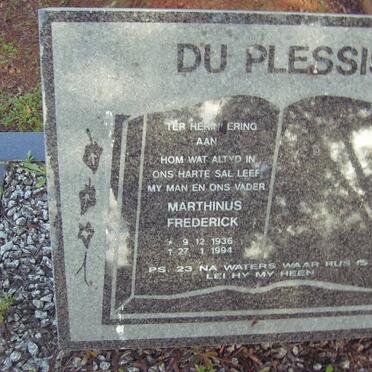 DU PLESSIS
TER HERINNERING
AAN
HOM WAT ALTYD IN
ONS HARTE SAL LEEF
MY MAN EN ONS VADER
MARTHINUS
FREDERICK
* 9 12 1936
† 27 1 1994
PS. 23 NA WATERS WAAR RUS IS
LEI HY MY HEEN